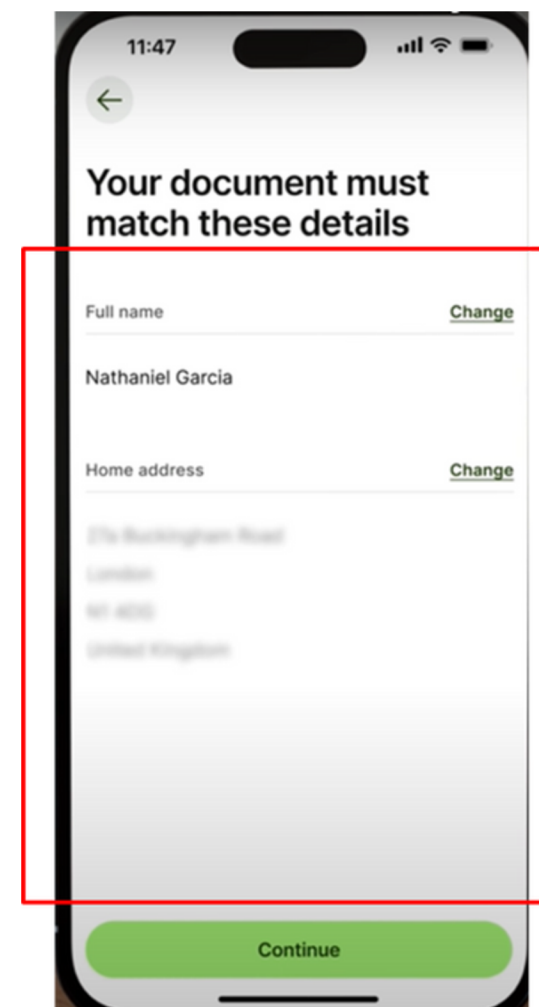 11:47
Your document must
match these details
Full name Change
Nathaniel Garcia
Home address Change
Continue